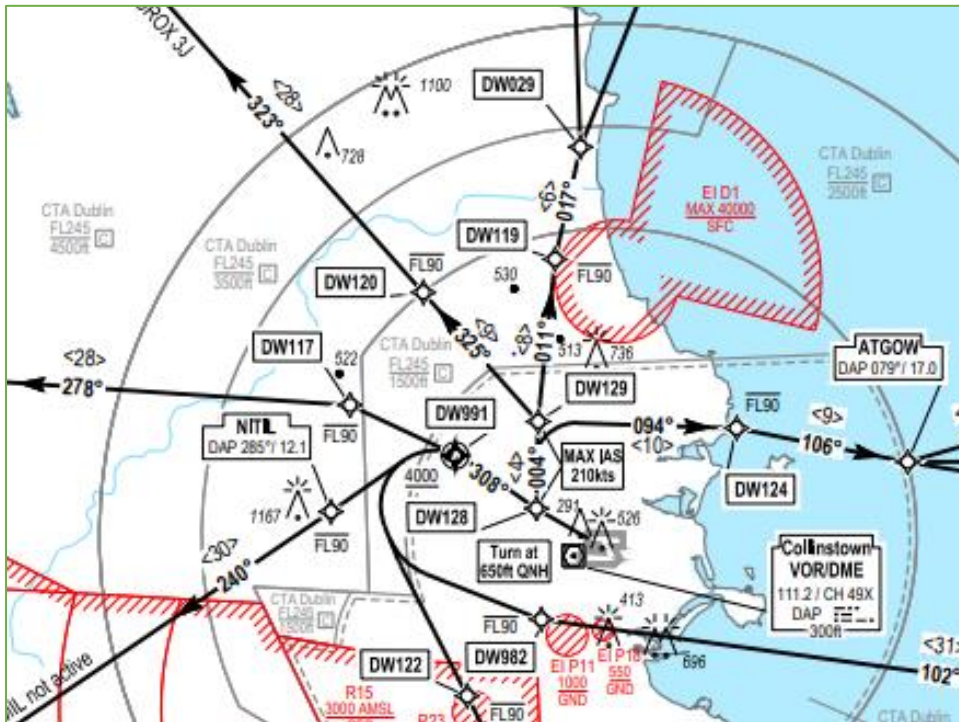 OROX 3J
<28>
323°
1100
728
DW029
CTA Dublin
FL245
2500ft
C
EI D1
MAX 40000
SFC
<6>
017°
CTA Dublin
FL245
4500ft
C
CTA Dublin
FL245
3500ft
C
DW119
FL90
FL90
530
DW120
<9>
325°
<8>
011°
513
736
CTA Dublin
FL245
1500ft
C
DW117
622
<28>
278°
FL90
ATGOW
DAP 079°/ 17.0
DW129
DW991
FL90
NITIL
DAP 285°/ 12.1
094°
<10>
<9>
106°
4000
308°
<4>
004°
MAX IAS
210kts
DW124
1167
FL90
DW128
291
526
Turn at
650ft QNH
Collinstown
VOR/DME
111.2 / CH 49X
DAP
300ft
<30>
240°
CTA Dublin
FL245
1500ft
C
413
FL90
696
<31>
102°
DW122
DW982
EI P11
1000
GND
EI P18
550
GND
not active
R15
3000 AMSL
R23
FL90
CTA Dublin